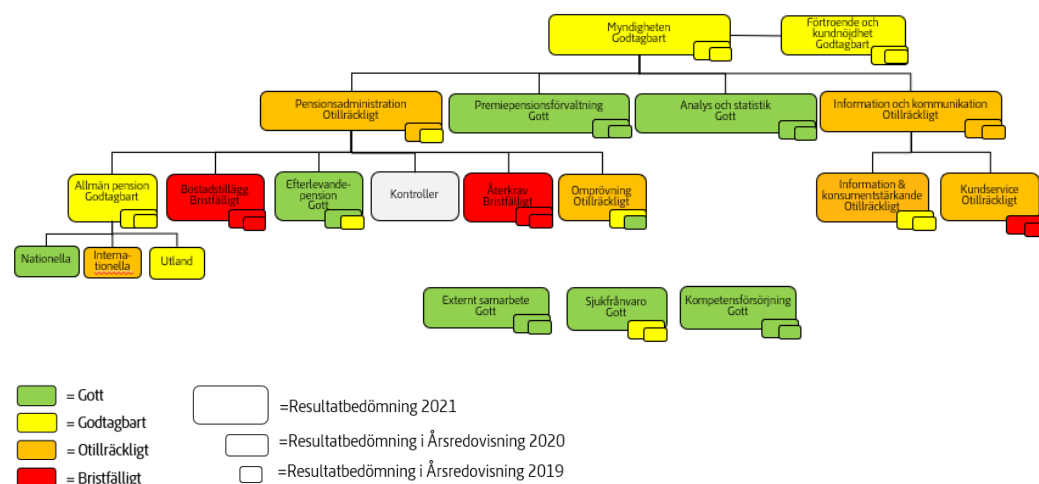 Myndigheten
Godtagbart
Förtroende och
kundnöjdhet
Godtagbart
Pensionsadministration
Otillräckligt
Premiepensionsförvaltning
Gott
Analys och statistik
Gott
Information och kommunikation
Otillräckligt
Allmän pension
Godtagbart
Bostadstillägg
Bristfälligt
Efterlevande-
pension
Gott
Kontroller
Återkrav
Bristfälligt
Omprövning
Otillräckligt
Information &
konsumentstärkande
Otillräckligt
Kundservice
Otillräckligt
Nationella
Interna-
tionella
Utland
Externt samarbete
Gott
Sjukfrånvaro
Gott
Kompetensförsörjning
Gott
= Gott
= Godtagbart
= Otillräckligt
= Bristfälligt
=Resultatbedömning 2021
=Resultatbedömning i Årsredovisning 2020
=Resultatbedömning i Årsredovisning 2019